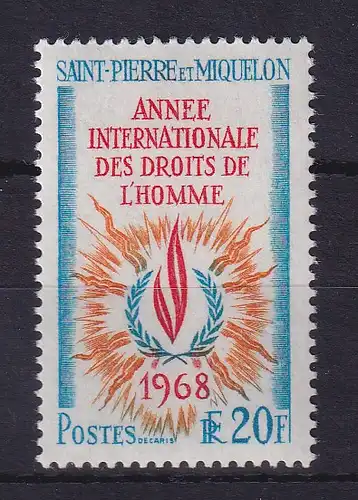 SAINT-PIERRE ET MIQUELON
ANNEE
INTERNATIONALE
DES DROITS DE
L'HOMME
1968
POSTES DECARIS RF 20F